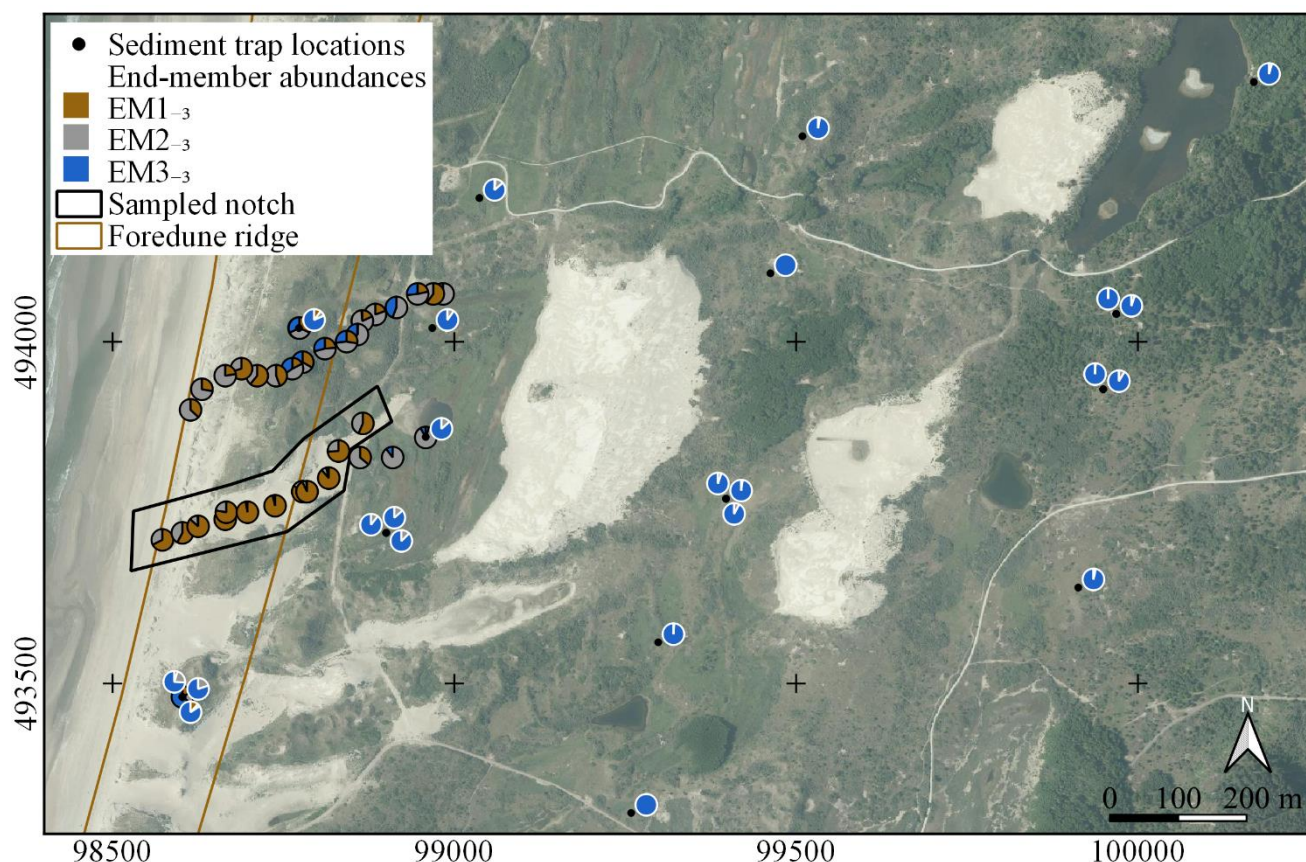 Sediment trap locations
End-member abundances
EM1₋₃
EM2₋₃
EM3₋₃
Sampled notch
Foredune ridge
494000
493500
N
0 100 200 m
98500 99000 99500 100000